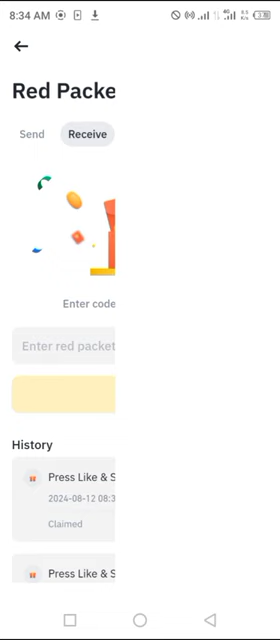 8:34 AM
Red Packe
Send Receive
Enter code
Enter red packet
History
Press Like & S
2024-08-12 08:3
Claimed
Press Like & S